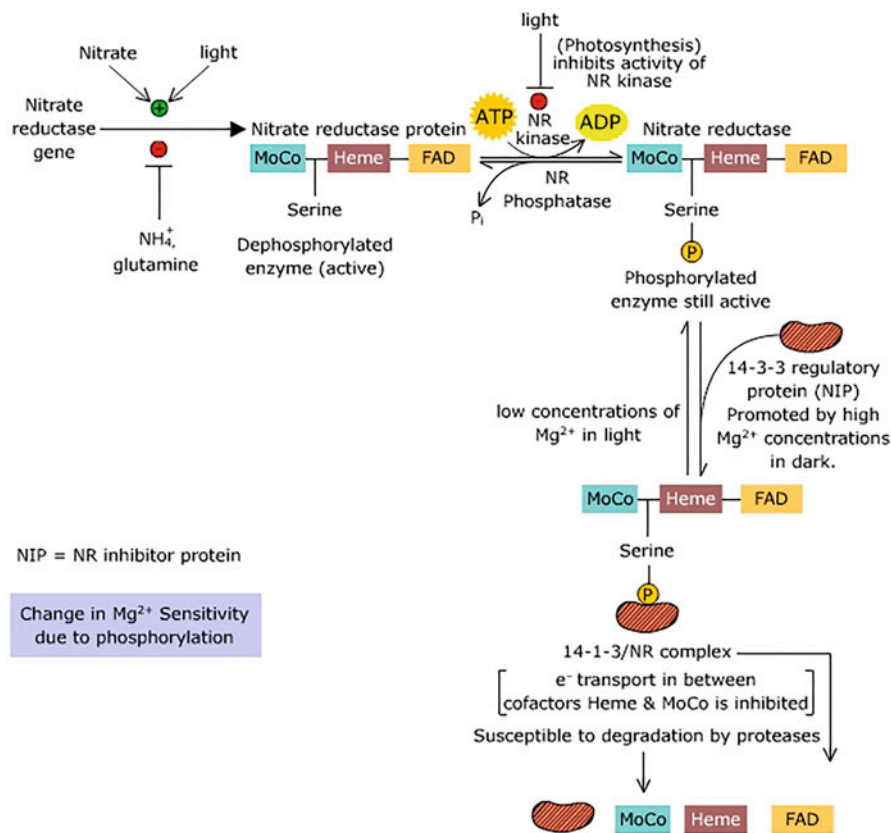 Nitrate
light
Nitrate
reductase
gene
+
-
NH₄⁺,
glutamine
light
(Photosynthesis)
inhibits activity of
NR kinase
-
ATP
NR
kinase
ADP
Nitrate reductase protein
MoCo
Heme
FAD
Serine
Dephosphorylated
enzyme (active)
NR
Phosphatase
Pi
Nitrate reductase
MoCo
Heme
FAD
Serine
P
Phosphorylated
enzyme still active
14-3-3 regulatory
protein (NIP)
Promoted by high
Mg²⁺ concentrations
in dark.
low concentrations of
Mg²⁺ in light
MoCo
Heme
FAD
Serine
P
NIP = NR inhibitor protein
Change in Mg²⁺ Sensitivity
due to phosphorylation
14-1-3/NR complex
e⁻ transport in between
cofactors Heme & MoCo is inhibited
Susceptible to degradation by proteases
MoCo
Heme
FAD